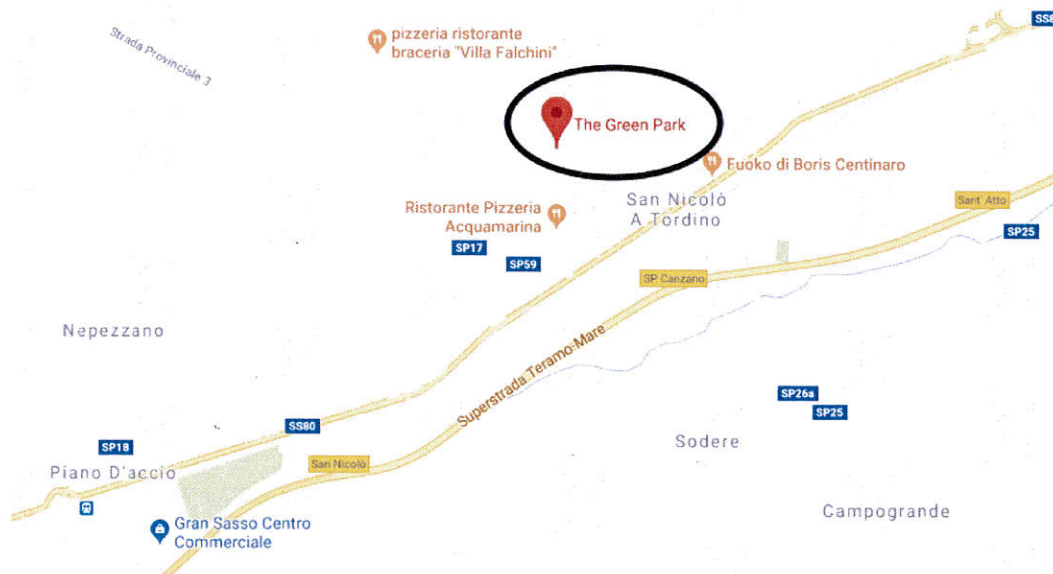 SS8
Strada Provinciale 3
pizzeria ristorante
braceria "Villa Falchini"
The Green Park
Fuoko di Boris Centinaro
San Nicolò
A Tordino
Sant' Atto
Ristorante Pizzeria
Acquamarina
SP25
SP17
SP59
SP Canzano
Nepezzano
Superstrada Teramo-Mare
SP26a
SP25
SS80
SP18
Sodere
San Nicolò
Piano D'accio
Campogrande
Gran Sasso Centro
Commerciale